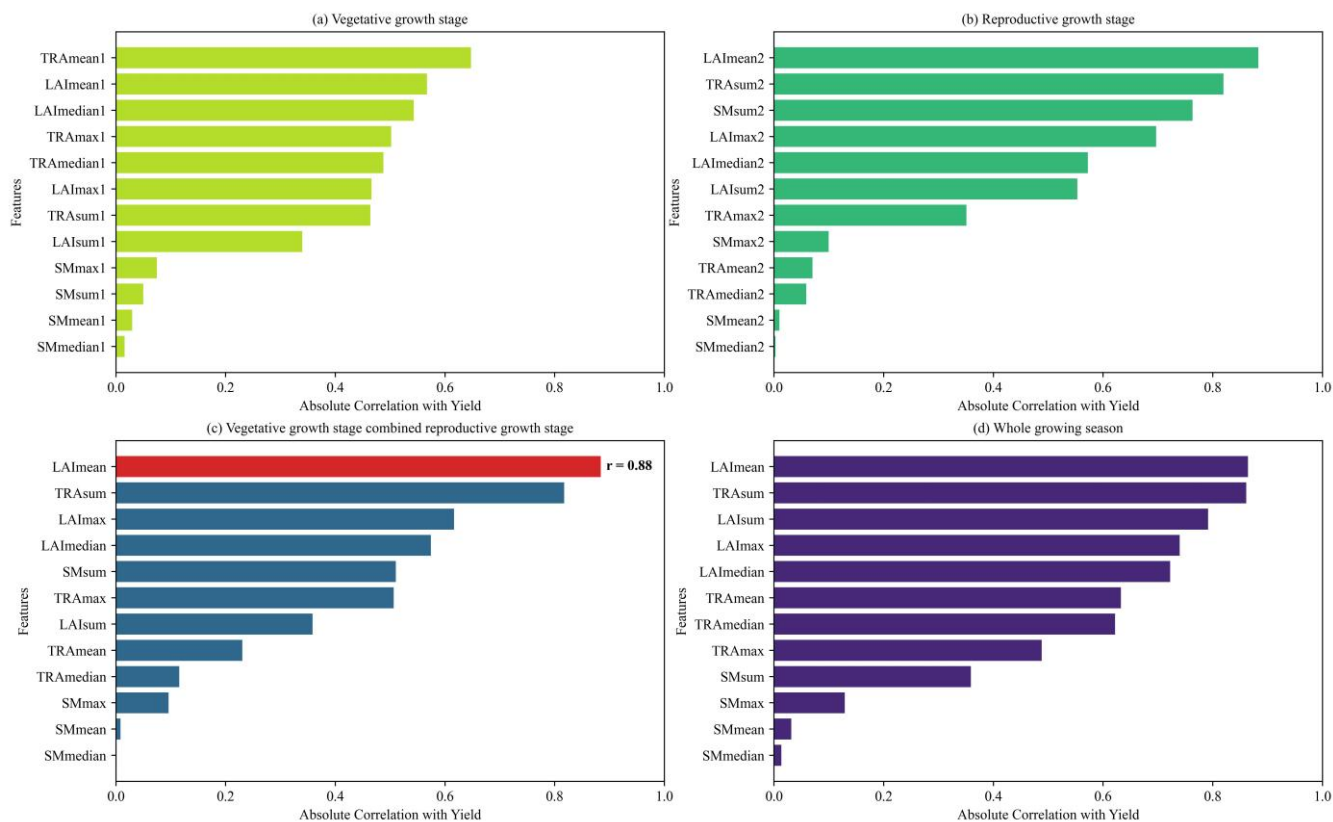 (a) Vegetative growth stage
Features
TRAmean1
LAImean1
LAImedian1
TRAmax1
TRAmedian1
LAImax1
TRAsum1
LAIsum1
SMmax1
SMsum1
SMmean1
SMmedian1
0.0 0.2 0.4 0.6 0.8 1.0
Absolute Correlation with Yield
(b) Reproductive growth stage
Features
LAImean2
TRAsum2
SMsum2
LAImax2
LAImedian2
LAIsum2
TRAmax2
SMmax2
TRAmean2
TRAmedian2
SMmean2
SMmedian2
0.0 0.2 0.4 0.6 0.8 1.0
Absolute Correlation with Yield
(c) Vegetative growth stage combined reproductive growth stage
Features
LAImean
r = 0.88
TRAsum
LAImax
LAImedian
SMsum
TRAmax
LAIsum
TRAmean
TRAmedian
SMmax
SMmean
SMmedian
0.0 0.2 0.4 0.6 0.8 1.0
Absolute Correlation with Yield
(d) Whole growing season
Features
LAImean
TRAsum
LAIsum
LAImax
LAImedian
TRAmean
TRAmedian
TRAmax
SMsum
SMmax
SMmean
SMmedian
0.0 0.2 0.4 0.6 0.8 1.0
Absolute Correlation with Yield